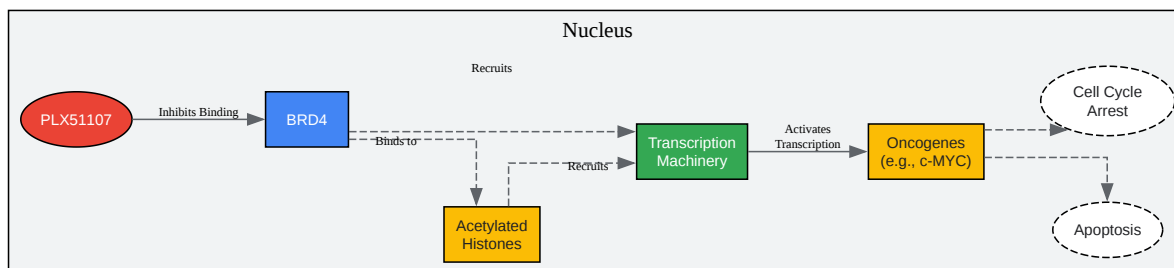 Nucleus
Recruits
PLX51107
Inhibits Binding
BRD4
Binds to
Acetylated
Histones
Recruits
Transcription
Machinery
Activates
Transcription
Oncogenes
(e.g., c-MYC)
Cell Cycle
Arrest
Apoptosis